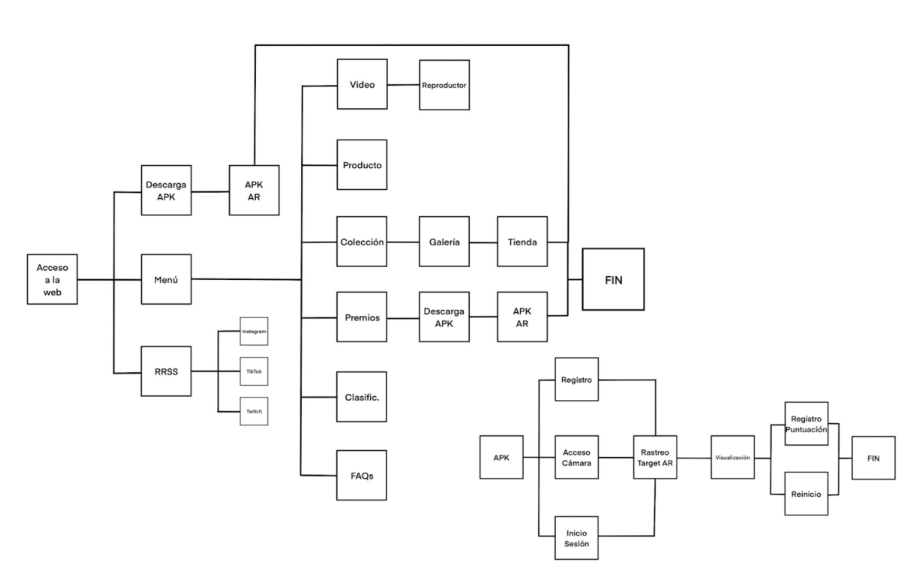 Video
Reproductor
Producto
Descarga
APK
APK
AR
Colección
Galería
Tienda
Acceso
a la
web
Menú
FIN
Premios
Descarga
APK
APK
AR
RRSS
Instagram
TikTok
Twitch
Clasific.
FAQs
Registro
APK
Acceso
Cámara
Inicio
Sesión
Rastreo
Target AR
Visualización
Registro
Puntuación
Reinicio
FIN